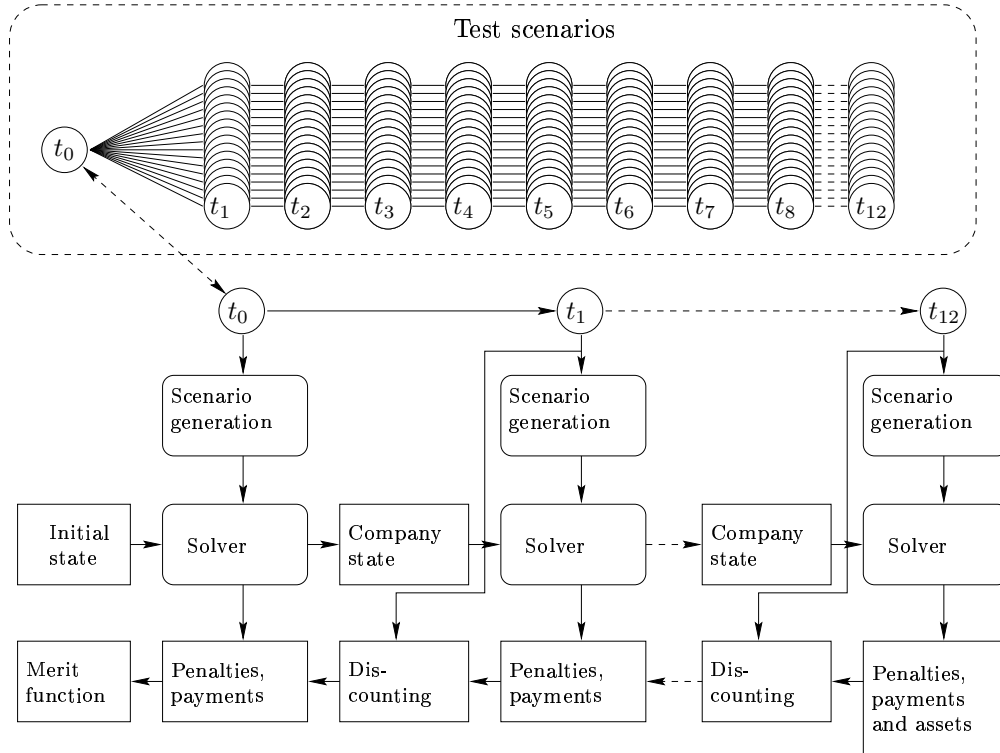 Test scenarios
t0
t1 t2 t3 t4 t5 t6 t7 t8 t12
t0 t1 t12
Scenario
generation
Scenario
generation
Scenario
generation
Initial
state
Solver
Company
state
Solver
Company
state
Solver
Merit
function
Penalties,
payments
Dis-
counting
Penalties,
payments
Dis-
counting
Penalties,
payments
and assets